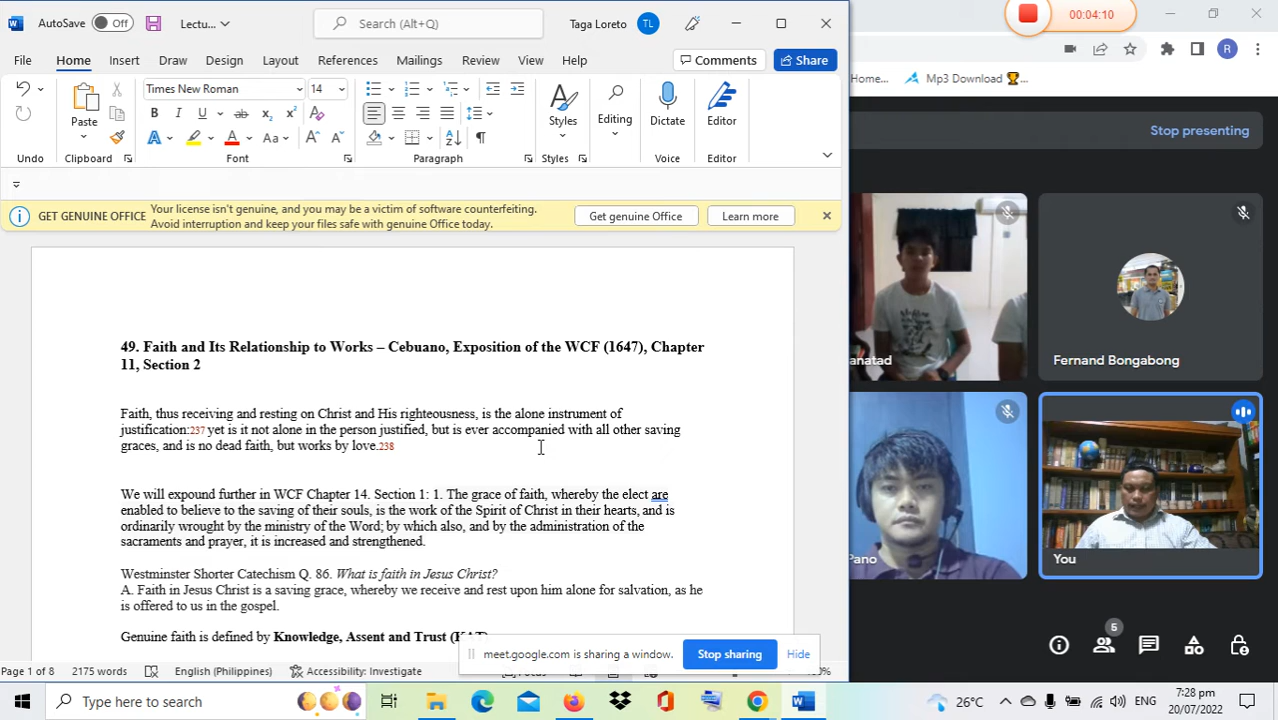 AutoSave Off Lectu... Search (Alt+Q) Taga Loreto TL 00:04:10
File Home Insert Draw Design Layout References Mailings Review View Help Comments Share R
Home... Mp3 Download
Times New Roman 14
Paste Styles Editing Dictate Editor
Undo Clipboard Font Paragraph Styles Voice Editor
Stop presenting
GET GENUINE OFFICE Your license isn't genuine, and you may be a victim of software counterfeiting.
Avoid interruption and keep your files safe with genuine Office today. Get genuine Office Learn more
49. Faith and Its Relationship to Works – Cebuano, Exposition of the WCF (1647), Chapter
11, Section 2
Faith, thus receiving and resting on Christ and His righteousness, is the alone instrument of
justification:237 yet is it not alone in the person justified, but is ever accompanied with all other saving
graces, and is no dead faith, but works by love.238
We will expound further in WCF Chapter 14. Section 1: 1. The grace of faith, whereby the elect are
enabled to believe to the saving of their souls, is the work of the Spirit of Christ in their hearts, and is
ordinarily wrought by the ministry of the Word; by which also, and by the administration of the
sacraments and prayer, it is increased and strengthened.
Westminster Shorter Catechism Q. 86. What is faith in Jesus Christ?
A. Faith in Jesus Christ is a saving grace, whereby we receive and rest upon him alone for salvation, as he
is offered to us in the gospel.
Genuine faith is defined by Knowledge, Assent and Trust (KAT)
anatad
Fernand Bongabong
Pano
You
5
meet.google.com is sharing a window. Stop sharing Hide
Page 1 of 8 2175 words English (Philippines) Accessibility: Investigate
Type here to search 26°C ENG 7:28 pm
20/07/2022